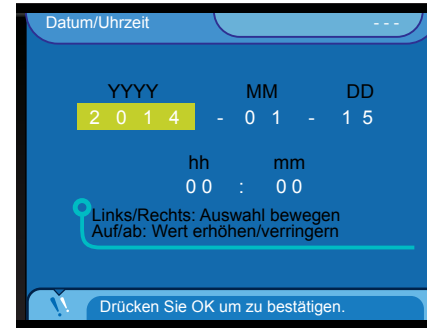 Datum/Uhrzeit - - -
YYYY MM DD
2 0 1 4 - 0 1 - 1 5
hh mm
0 0 : 0 0
Links/Rechts: Auswahl bewegen
Auf/ab: Wert erhöhen/verringern
Drücken Sie OK um zu bestätigen.